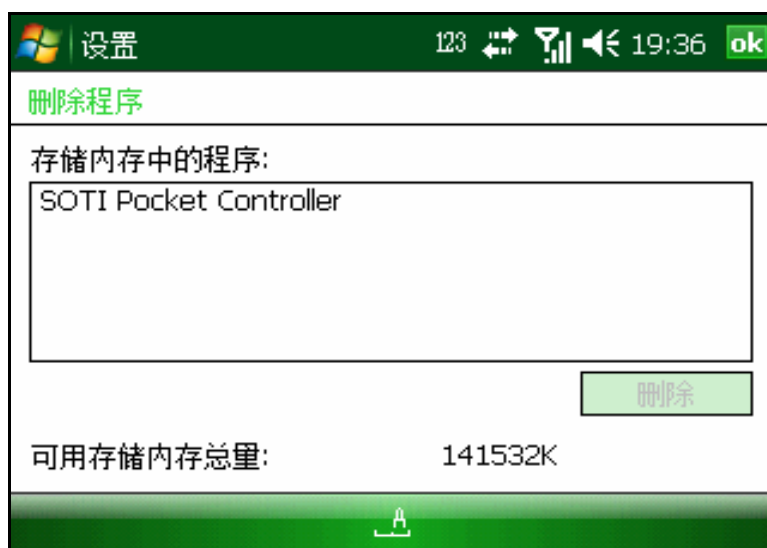 设置 123 19:36 ok
删除程序
存储内存中的程序:
SOTI Pocket Controller
删除
可用存储内存总量: 141532K
A